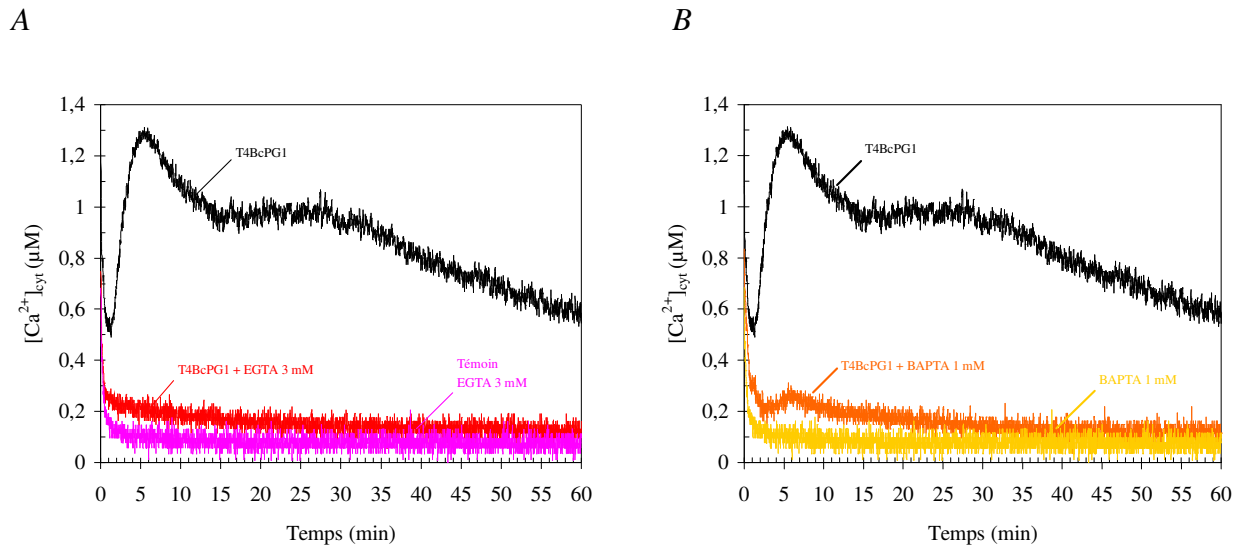 A
B
1,4
1,2
1
0,8
0,6
0,4
0,2
0
[Ca²⁺]cyt (µM)
T4BcPG1
T4BcPG1 + EGTA 3 mM
Témoin
EGTA 3 mM
0 5 10 15 20 25 30 35 40 45 50 55 60
Temps (min)
1,4
1,2
1
0,8
0,6
0,4
0,2
0
[Ca²⁺]cyt (µM)
T4BcPG1
T4BcPG1 + BAPTA 1 mM
BAPTA 1 mM
0 5 10 15 20 25 30 35 40 45 50 55 60
Temps (min)